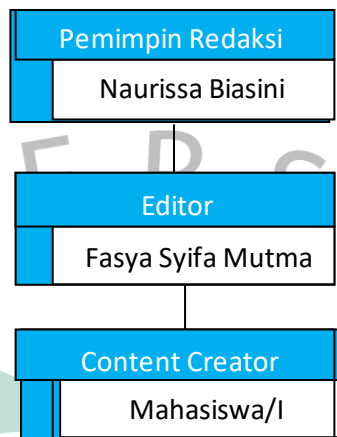 Pemimpin Redaksi
Naurissa Biasini
E R S
Editor
Fasya Syifa Mutma
Content Creator
Mahasiswa/I